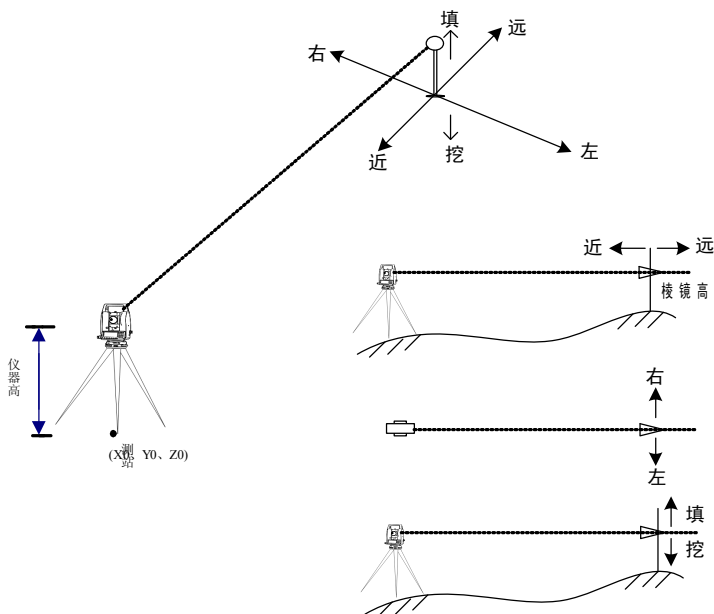 填
远
右
左
近
挖
近
远
棱镜高
仪器高
测站
(X0、Y0、Z0)
右
左
填
挖